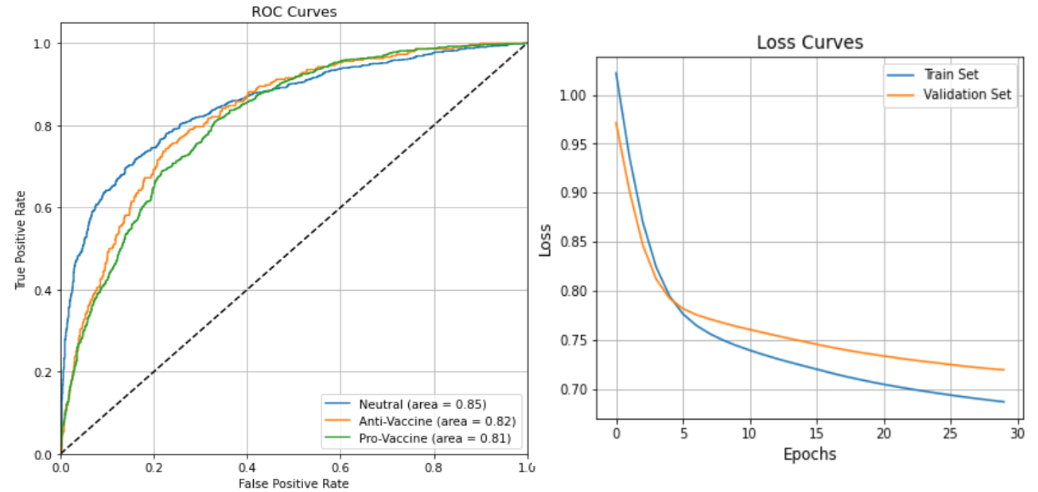 ROC Curves
True Positive Rate
1.0
0.8
0.6
0.4
0.2
0.0
Neutral (area = 0.85)
Anti-Vaccine (area = 0.82)
Pro-Vaccine (area = 0.81)
0.0 0.2 0.4 0.6 0.8 1.0
False Positive Rate
Loss Curves
Loss
1.00
0.95
0.90
0.85
0.80
0.75
0.70
Train Set
Validation Set
0 5 10 15 20 25 30
Epochs